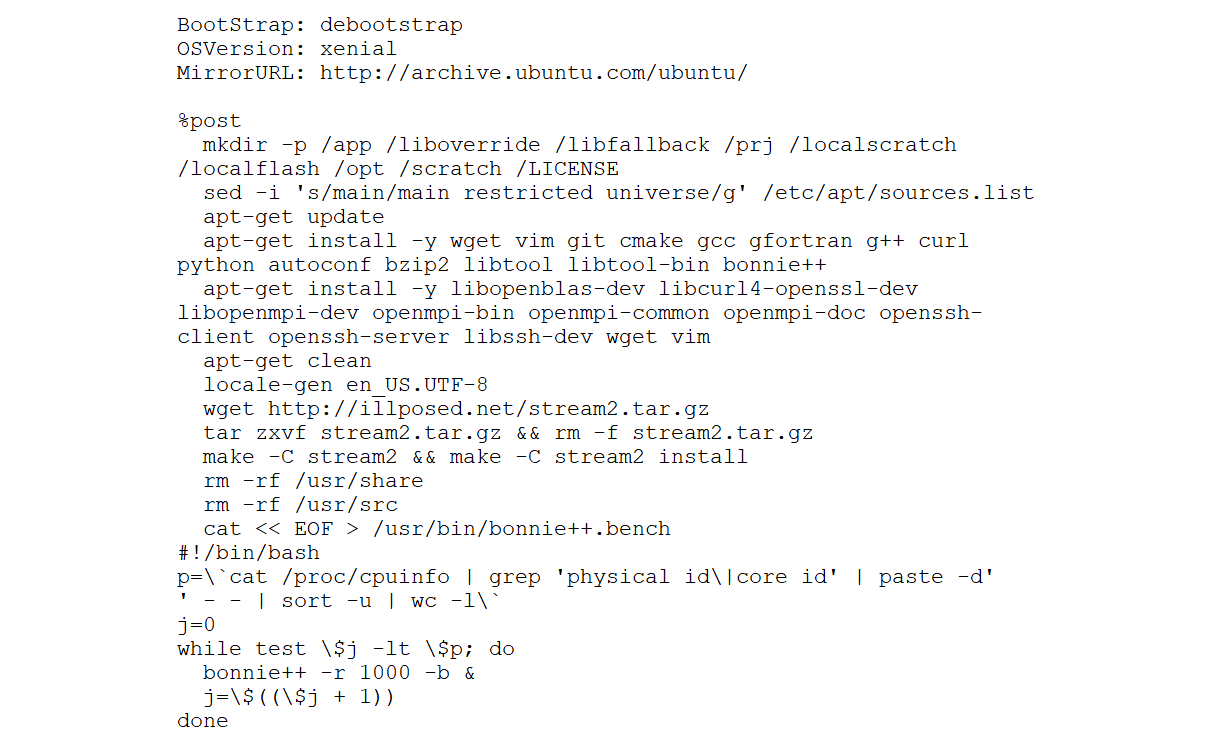 BootStrap: debootstrap
OSVersion: xenial
MirrorURL: http://archive.ubuntu.com/ubuntu/

%post
  mkdir -p /app /liboverride /libfallback /prj /localscratch
/localflash /opt /scratch /LICENSE
  sed -i 's/main/main restricted universe/g' /etc/apt/sources.list
  apt-get update
  apt-get install -y wget vim git cmake gcc gfortran g++ curl
python autoconf bzip2 libtool libtool-bin bonnie++
  apt-get install -y libopenblas-dev libcurl4-openssl-dev
libopenmpi-dev openmpi-bin openmpi-common openmpi-doc openssh-
client openssh-server libssh-dev wget vim
  apt-get clean
  locale-gen en_US.UTF-8
  wget http://illposed.net/stream2.tar.gz
  tar zxvf stream2.tar.gz && rm -f stream2.tar.gz
  make -C stream2 && make -C stream2 install
  rm -rf /usr/share
  rm -rf /usr/src
  cat << EOF > /usr/bin/bonnie++.bench
#!/bin/bash
p=\`cat /proc/cpuinfo | grep 'physical id\|core id' | paste -d'
' - - | sort -u | wc -l\`
j=0
while test \$j -lt \$p; do
  bonnie++ -r 1000 -b &
  j=\$((\$j + 1))
done